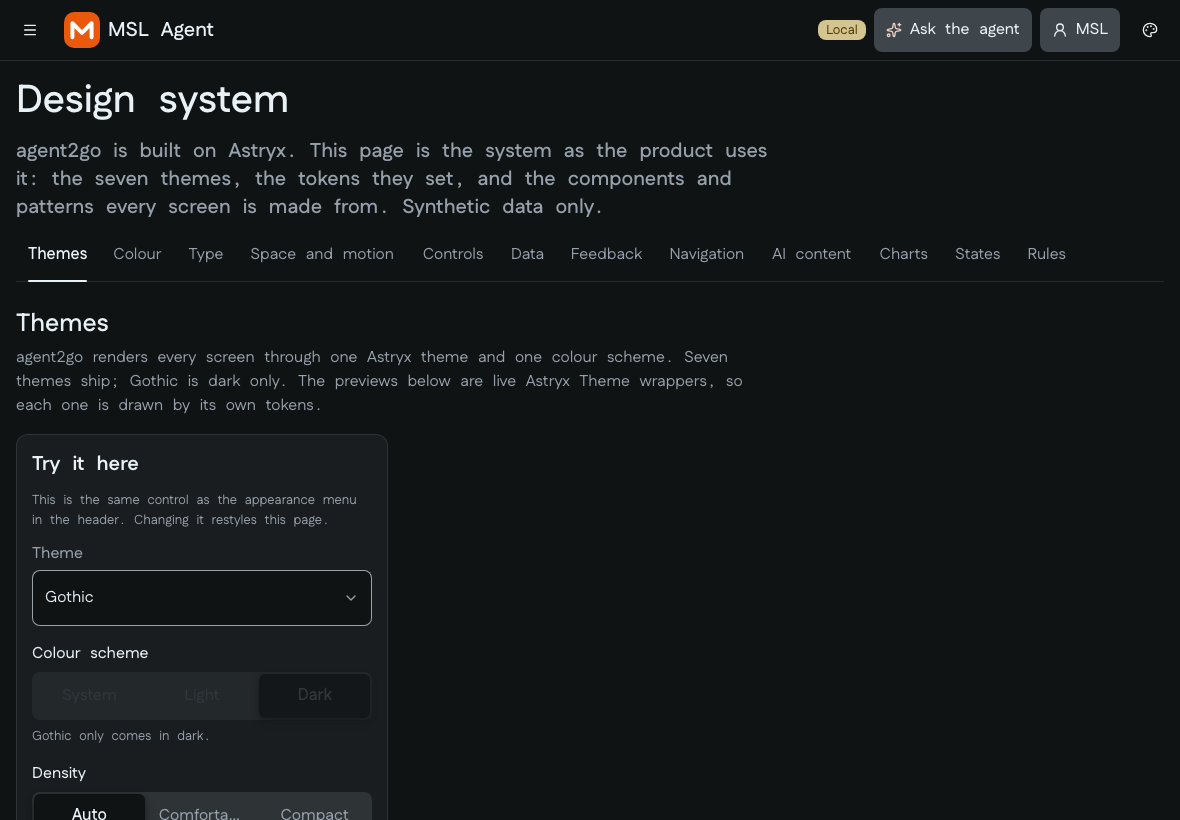 MSL Agent
Local
Ask the agent
MSL
Design system
agent2go is built on Astryx. This page is the system as the product uses
it: the seven themes, the tokens they set, and the components and
patterns every screen is made from. Synthetic data only.
Themes
Colour
Type
Space and motion
Controls
Data
Feedback
Navigation
AI content
Charts
States
Rules
Themes
agent2go renders every screen through one Astryx theme and one colour scheme. Seven
themes ship; Gothic is dark only. The previews below are live Astryx Theme wrappers, so
each one is drawn by its own tokens.
Try it here
This is the same control as the appearance menu
in the header. Changing it restyles this page.
Theme
Gothic
Colour scheme
System
Light
Dark
Gothic only comes in dark.
Density
Auto
Comforta...
Compact